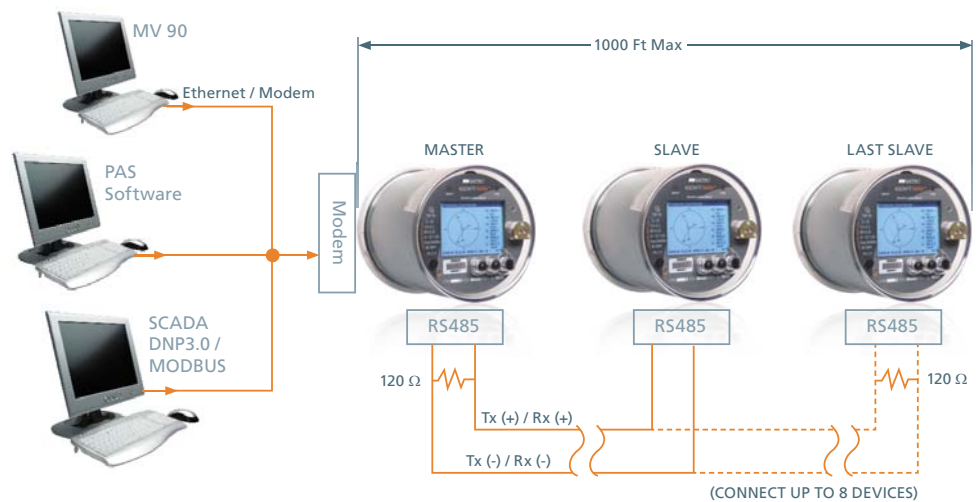 MV 90
1000 Ft Max
Ethernet / Modem
MASTER
SLAVE
LAST SLAVE
PAS
Software
Modem
SCADA
DNP3.0 /
MODBUS
RS485
RS485
RS485
120 Ω
120 Ω
Tx (+) / Rx (+)
Tx (-) / Rx (-)
(CONNECT UP TO 8 DEVICES)